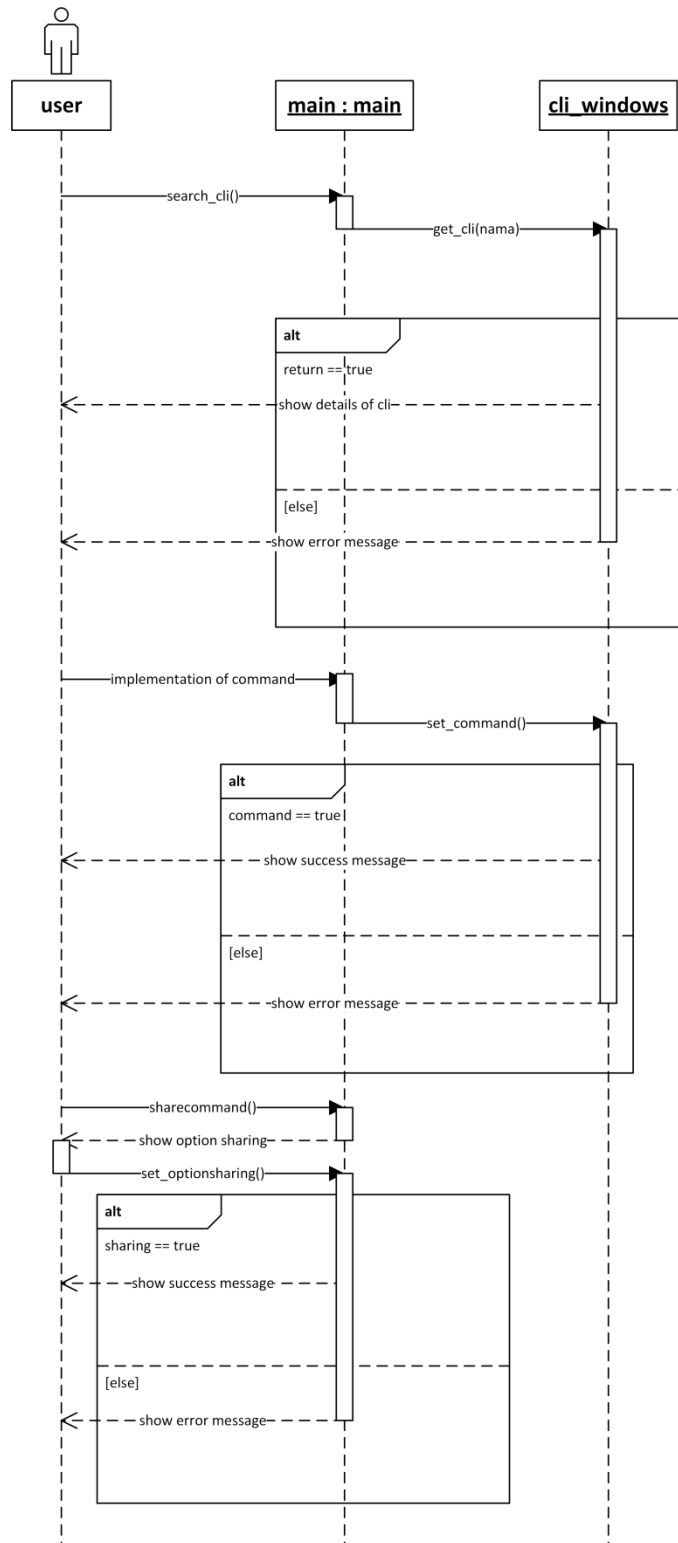 user
main : main
cli_windows
search_cli()
get_cli(nama)
alt
return == true
show details of cli
[else]
show error message
implementation of command
set_command()
alt
command == true
show success message
[else]
show error message
sharecommand()
show option sharing
set_optionsharing()
alt
sharing == true
show success message
[else]
show error message